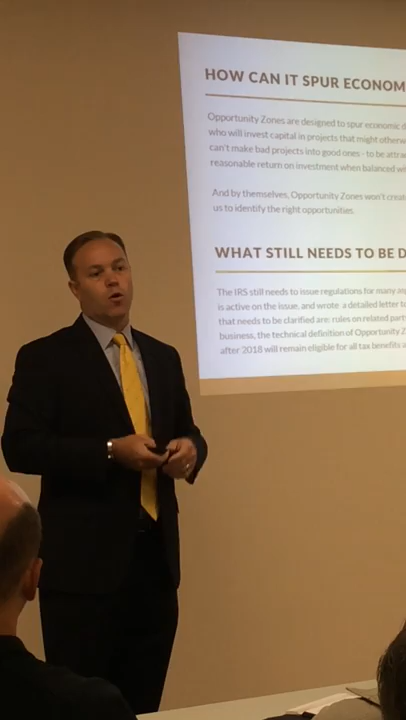 HOW CAN IT SPUR ECONOM
Opportunity Zones are designed to spur economic d
who will invest capital in projects that might otherw
can't make bad projects into good ones - to be attrac
reasonable return on investment when balanced wi
And by themselves, Opportunity Zones won't creat
us to identify the right opportunities.
WHAT STILL NEEDS TO BE D
The IRS still needs to issue regulations for many asp
is active on the issue, and wrote a detailed letter to
that needs to be clarified are: rules on related parti
business, the technical definition of Opportunity Z
after 2018 will remain eligible for all tax benefits a